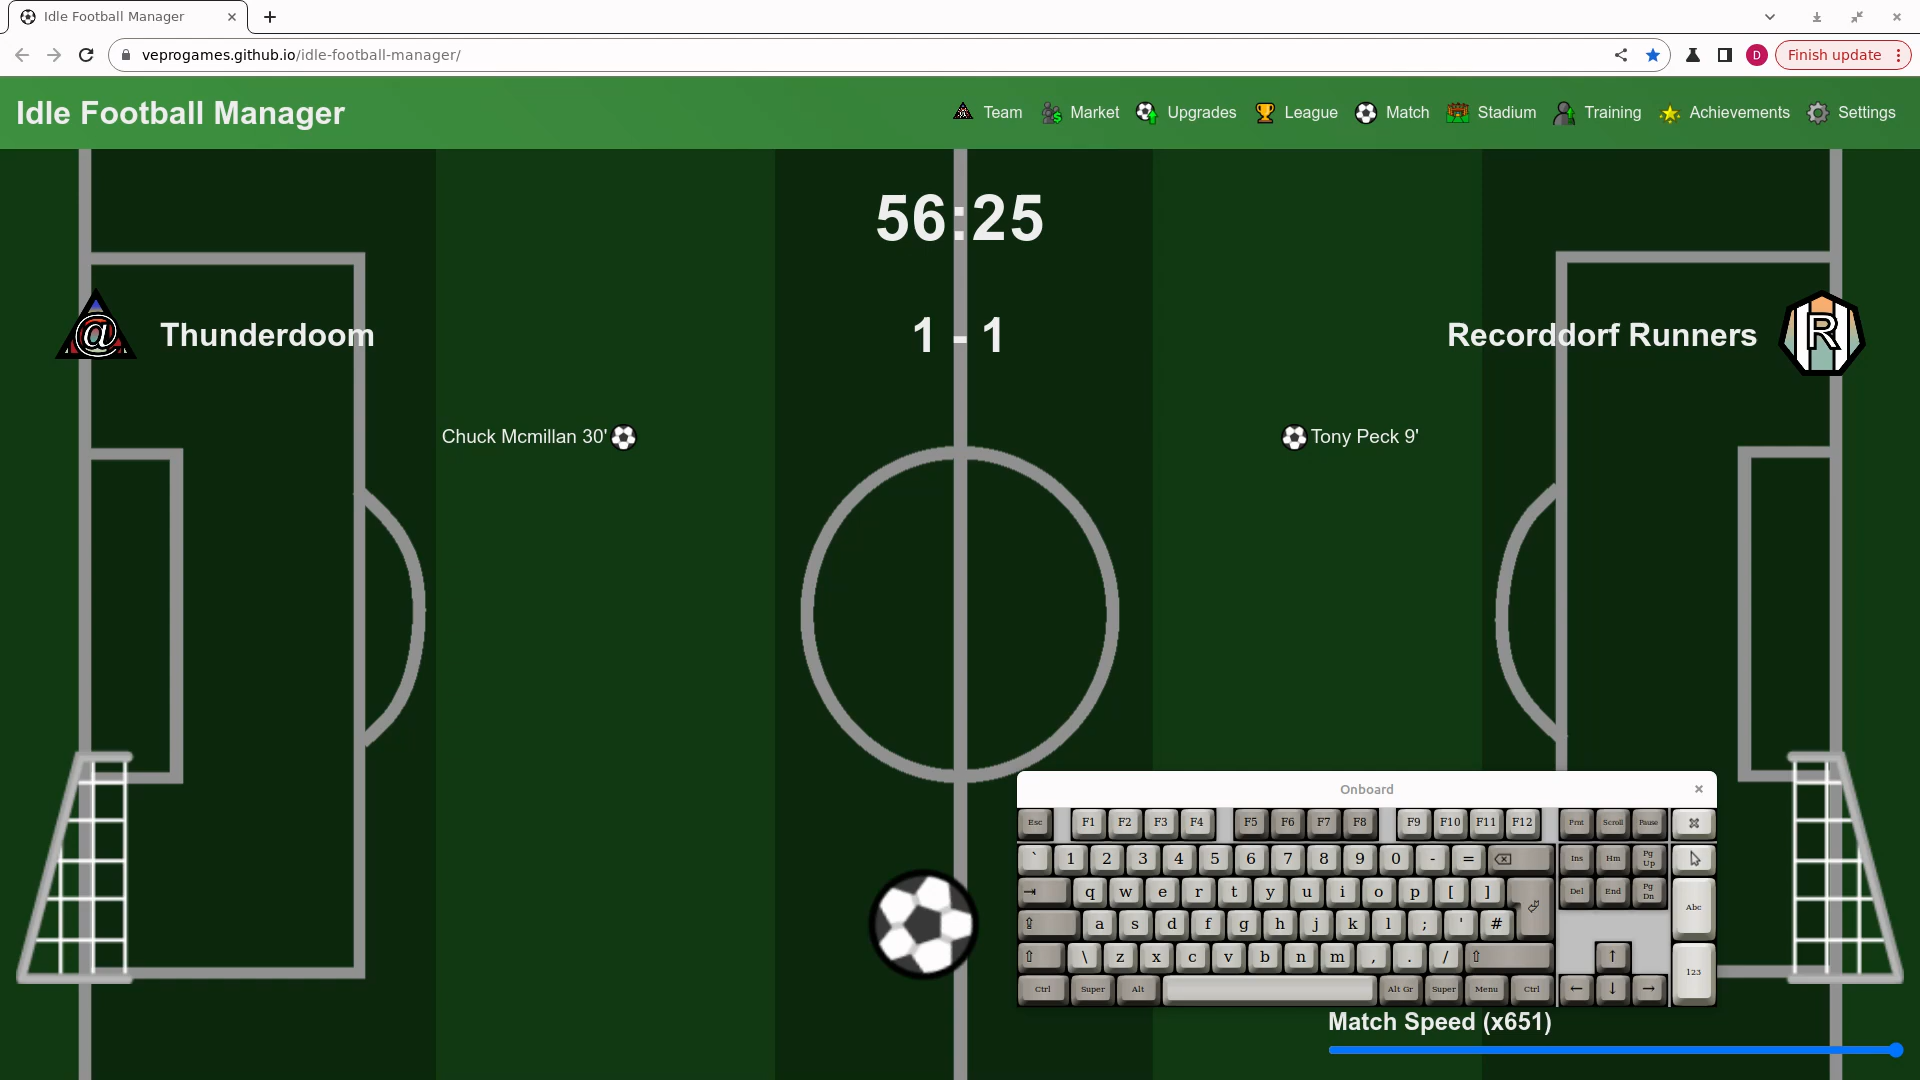 Idle Football Manager
veprogames.github.io/idle-football-manager/
D
Finish update
Idle Football Manager
Team
Market
Upgrades
League
Match
Stadium
Training
Achievements
Settings
56:25
@
Thunderdoom
1 - 1
Recorddorf Runners
R
Chuck Mcmillan 30'
Tony Peck 9'
Onboard
Esc F1 F2 F3 F4 F5 F6 F7 F8 F9 F10 F11 F12 Prnt Scroll Pause
` 1 2 3 4 5 6 7 8 9 0 - = Ins Hm Pg Up
q w e r t y u i o p [ ] Del End Pg Dn Abc
a s d f g h j k l ; ' #
\ z x c v b n m , . / 123
Ctrl Super Alt Alt Gr Super Menu Ctrl
Match Speed (x651)